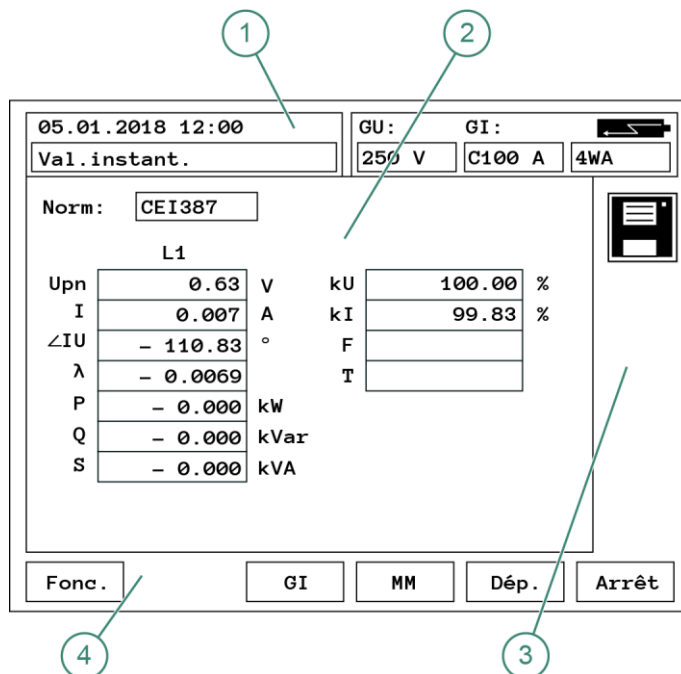 1 2
05.01.2018 12:00 GU: GI:
Val.instant. 250 V C100 A 4WA
Norm: CEI387
L1
Upn 0.63 V kU 100.00 %
I 0.007 A kI 99.83 %
∠IU - 110.83 ° F
λ - 0.0069 T
P - 0.000 kW
Q - 0.000 kVar
S - 0.000 kVA
Fonc. GI MM Dép. Arrêt
4 3